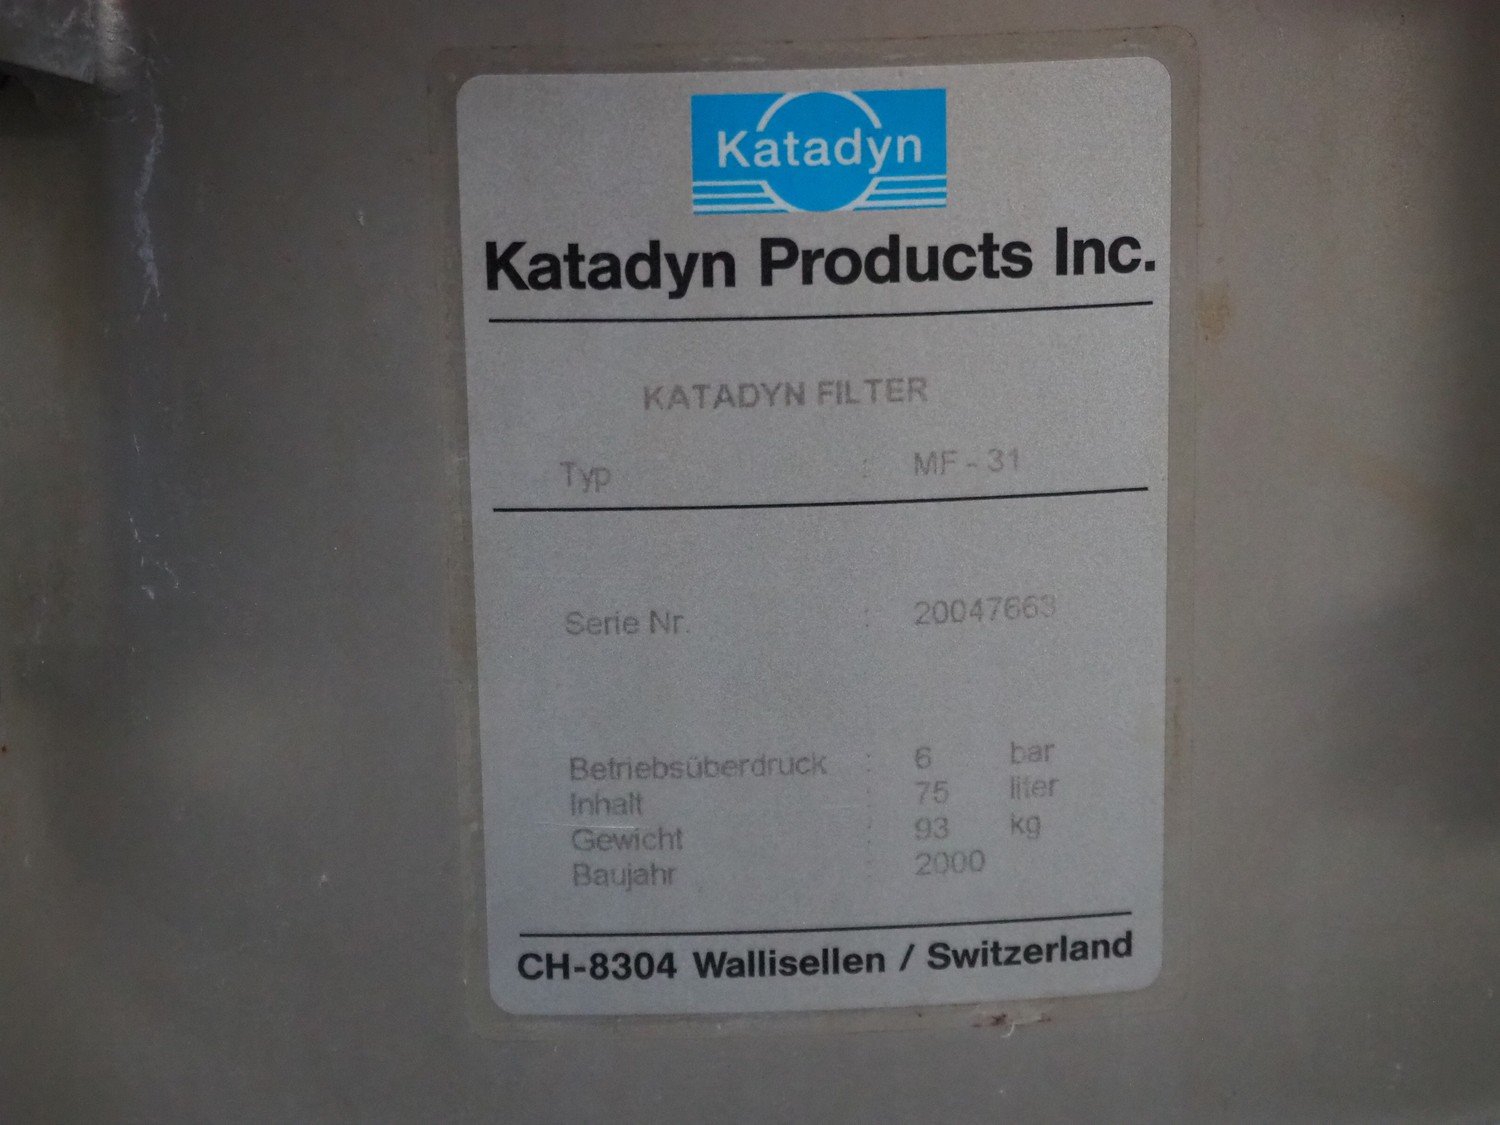 Katadyn
Katadyn Products Inc.
KATADYN FILTER
Typ : MF - 31
Serie Nr. : 20047663
Betriebsüberdruck : 6 bar
Inhalt : 75 liter
Gewicht : 93 kg
Baujahr : 2000
CH-8304 Wallisellen / Switzerland